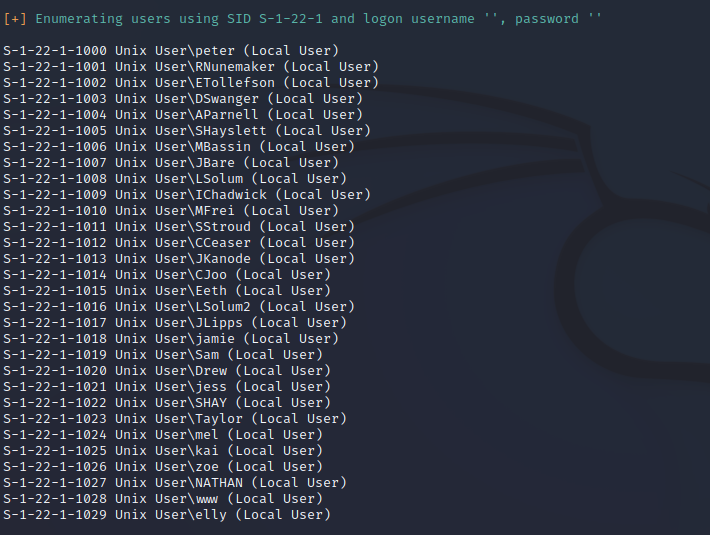 [+] Enumerating users using SID S-1-22-1 and logon username '', password ''
S-1-22-1-1000 Unix User\peter (Local User)
S-1-22-1-1001 Unix User\RNunemaker (Local User)
S-1-22-1-1002 Unix User\ETollefson (Local User)
S-1-22-1-1003 Unix User\DSwanger (Local User)
S-1-22-1-1004 Unix User\AParnell (Local User)
S-1-22-1-1005 Unix User\SHayslett (Local User)
S-1-22-1-1006 Unix User\MBassin (Local User)
S-1-22-1-1007 Unix User\JBare (Local User)
S-1-22-1-1008 Unix User\LSolum (Local User)
S-1-22-1-1009 Unix User\IChadwick (Local User)
S-1-22-1-1010 Unix User\MFrei (Local User)
S-1-22-1-1011 Unix User\SStroud (Local User)
S-1-22-1-1012 Unix User\CCeaser (Local User)
S-1-22-1-1013 Unix User\JKanode (Local User)
S-1-22-1-1014 Unix User\CJoo (Local User)
S-1-22-1-1015 Unix User\Eeth (Local User)
S-1-22-1-1016 Unix User\LSolum2 (Local User)
S-1-22-1-1017 Unix User\JLipps (Local User)
S-1-22-1-1018 Unix User\jamie (Local User)
S-1-22-1-1019 Unix User\Sam (Local User)
S-1-22-1-1020 Unix User\Drew (Local User)
S-1-22-1-1021 Unix User\jess (Local User)
S-1-22-1-1022 Unix User\SHAY (Local User)
S-1-22-1-1023 Unix User\Taylor (Local User)
S-1-22-1-1024 Unix User\mel (Local User)
S-1-22-1-1025 Unix User\kai (Local User)
S-1-22-1-1026 Unix User\zoe (Local User)
S-1-22-1-1027 Unix User\NATHAN (Local User)
S-1-22-1-1028 Unix User\www (Local User)
S-1-22-1-1029 Unix User\elly (Local User)